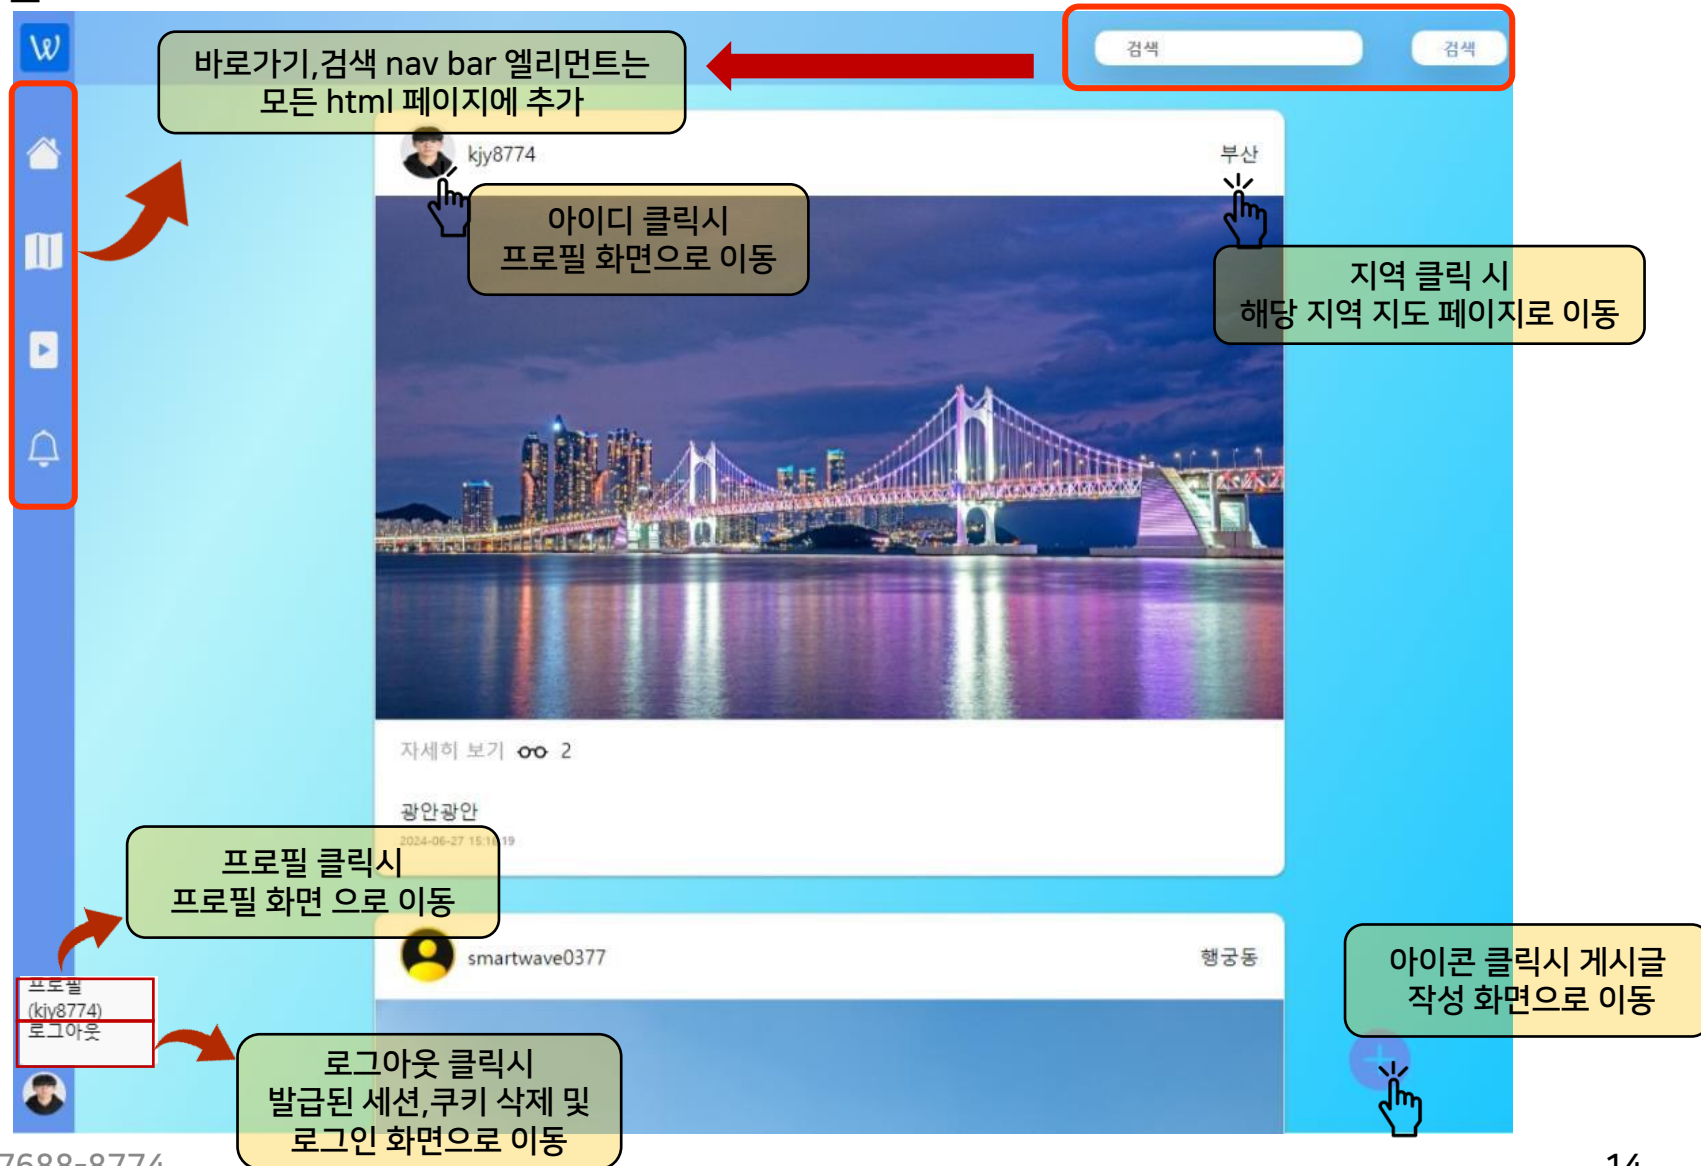 W
바로가기,검색 nav bar 엘리먼트는
모든 html 페이지에 추가
검색
검색
kjy8774
부산
아이디 클릭시
프로필 화면으로 이동
지역 클릭 시
해당 지역 지도 페이지로 이동
자세히 보기 2
광안광안
프로필 클릭시
프로필 화면 으로 이동
smartwave0377
행궁동
아이콘 클릭시 게시글
작성 화면으로 이동
프로필
(kjy8774)
로그아웃
로그아웃 클릭시
발급된 세션,쿠키 삭제 및
로그인 화면으로 이동
7688-8774
14